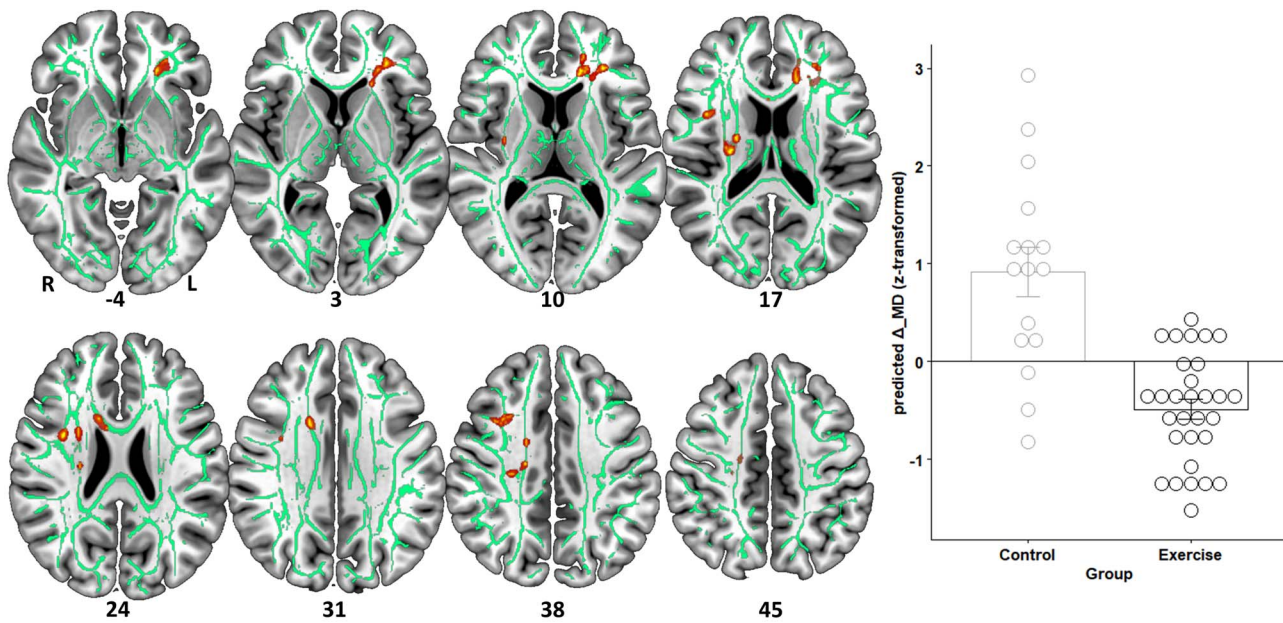 R
L
-4
3
10
17
24
31
38
45
predicted Δ_MD (z-transformed)
3
2
1
0
-1
Control
Exercise
Group